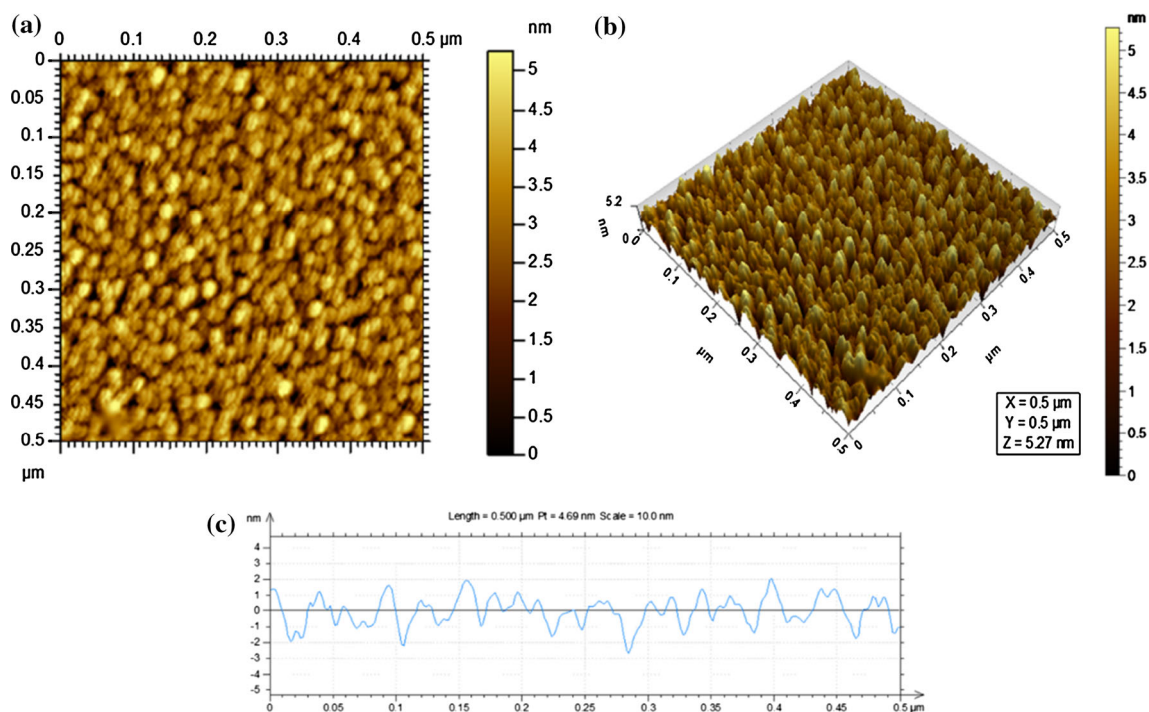 (a)
nm
0 0.1 0.2 0.3 0.4 0.5 µm
0
0.05
0.1
0.15
0.2
0.25
0.3
0.35
0.4
0.45
0.5
µm
5
4.5
4
3.5
3
2.5
2
1.5
1
0.5
0
(b)
nm
5.2
nm
0
0 0.1 0.2 0.3 0.4 0.5
µm
0 0.1 0.2 0.3 0.4 0.5
µm
X = 0.5 µm
Y = 0.5 µm
Z = 5.27 nm
5
4.5
4
3.5
3
2.5
2
1.5
1
0.5
0
(c)
nm
Length = 0.500 µm Pt = 4.69 nm Scale = 10.0 nm
4
3
2
1
0
-1
-2
-3
-4
-5
0 0.05 0.1 0.15 0.2 0.25 0.3 0.35 0.4 0.45 0.5 µm